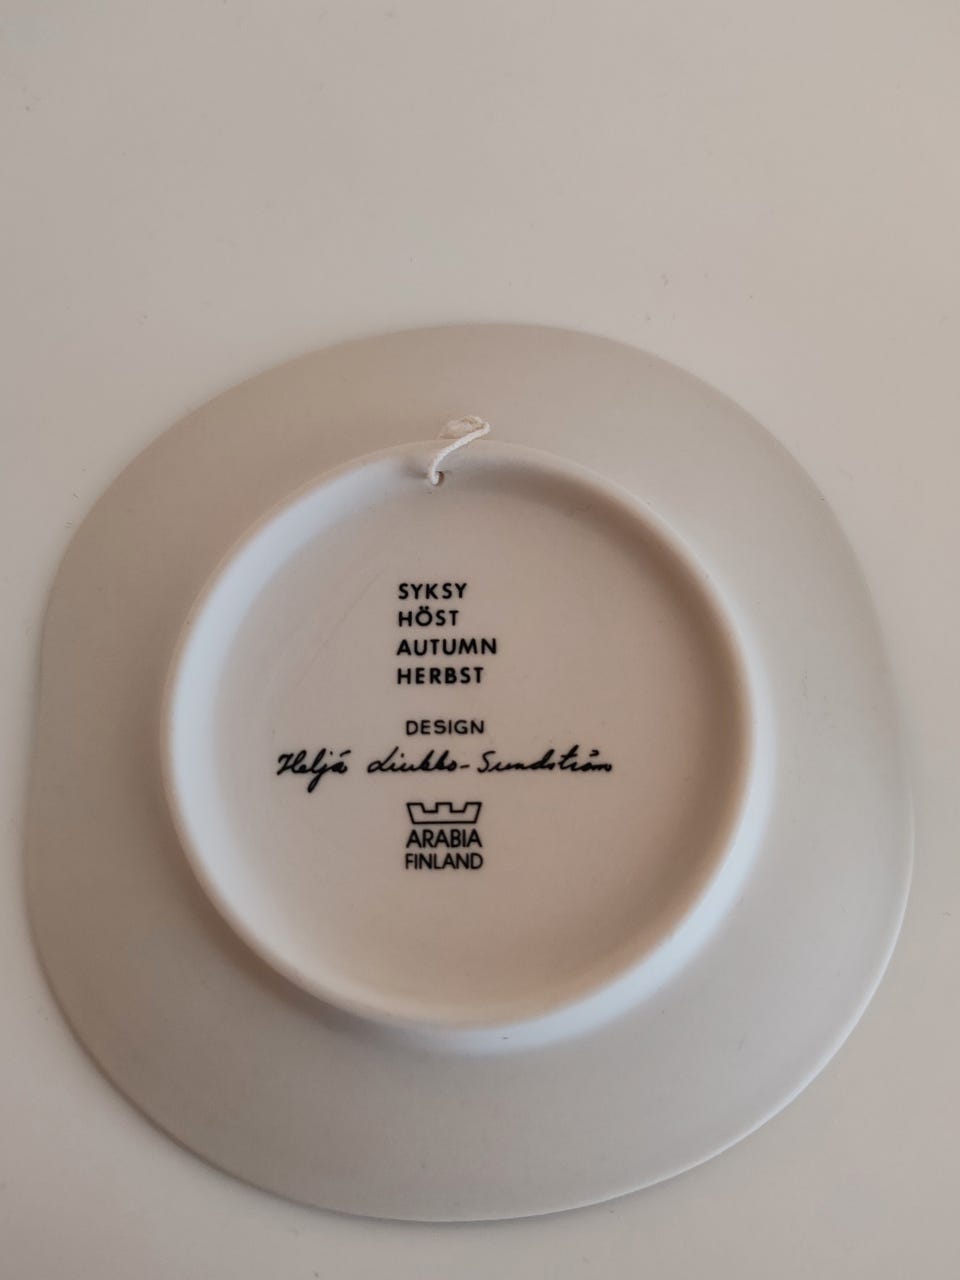 SYKSY
HÖST
AUTUMN
HERBST
DESIGN
Heljä Liukko-Sundström
ARABIA
FINLAND